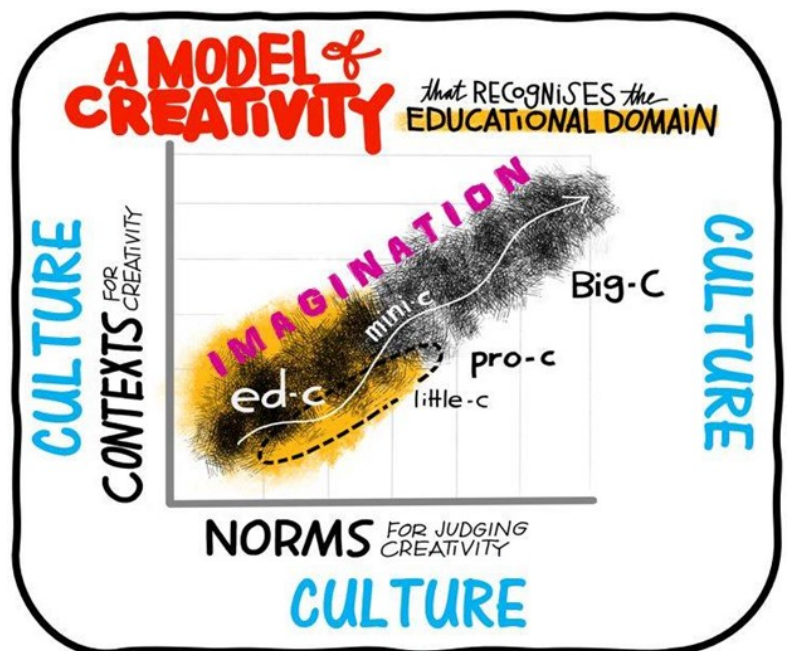 A MODEL of
CREATiViTY
that RECOGNiSES the
EDUCATiONAL DOMAiN
CULTURE
CONTEXTS FOR
CREATIVITY
IMAGINATION
mini-c
ed-c
Big-C
pro-c
little-c
CULTURE
NORMS FOR JUDGING
CREATIVITY
CULTURE